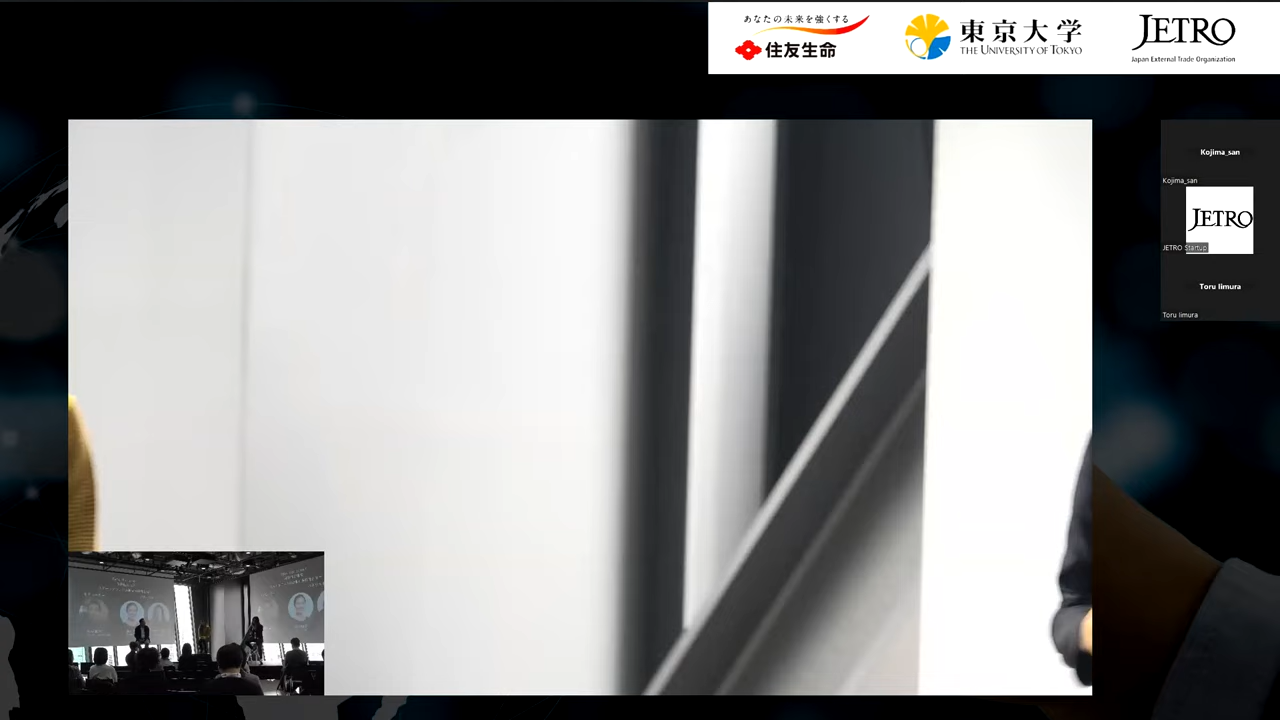 あなたの未来を強くする
住友生命
東京大学
THE UNIVERSITY OF TOKYO
JETRO
Japan External Trade Organization
Kojima_san
Kojima_san
JETRO
JETRO Startup
Toru Iimura
Toru Iimura